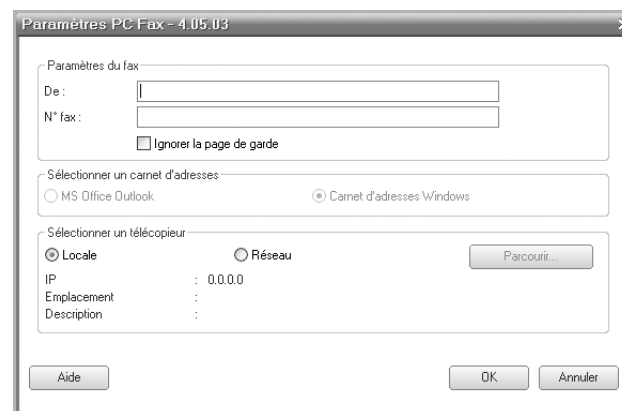 Paramètres PC Fax - 4.05.03
Paramètres du fax
De :
N° fax :
Ignorer la page de garde
Sélectionner un carnet d'adresses
MS Office Outlook Carnet d'adresses Windows
Sélectionner un télécopieur
Locale Réseau Parcourir...
IP : 0.0.0.0
Emplacement :
Description :
Aide OK Annuler